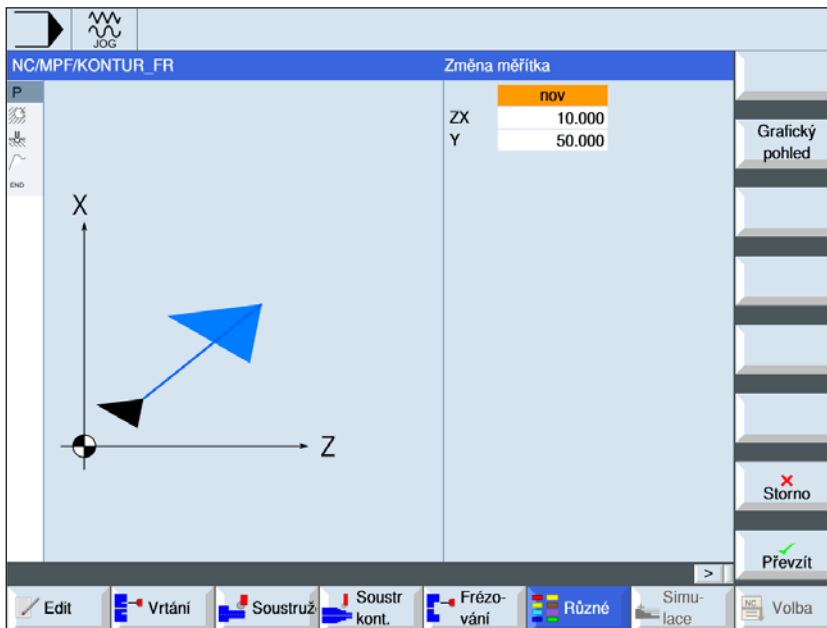 JOG
NC/MPF/KONTUR_FR
Změna měřítka
P
nov
ZX 10.000
Y 50.000
Grafický
pohled
END
X
Z
Storno
Převzít
>
Edit
Vrtání
Soustruž
Soustr
kont.
Frézo-
vání
Různé
Simu-
lace
NC
Volba